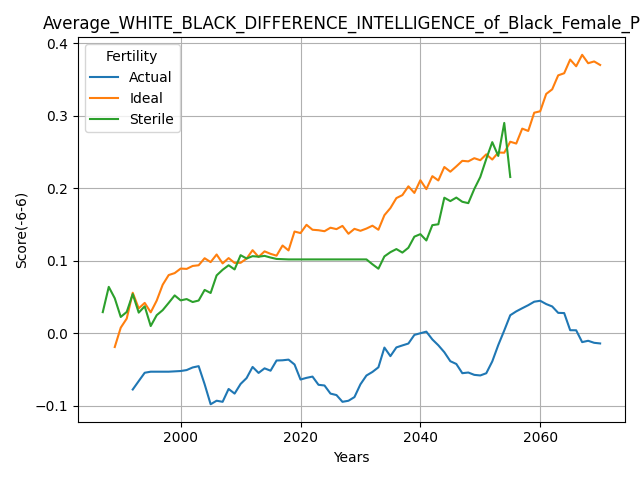 Average_WHITE_BLACK_DIFFERENCE_INTELLIGENCE_of_Black_Female_P
Fertility
Actual
Ideal
Sterile
Score(-6-6)
0.4
0.3
0.2
0.1
0.0
−0.1
2000 2020 2040 2060
Years